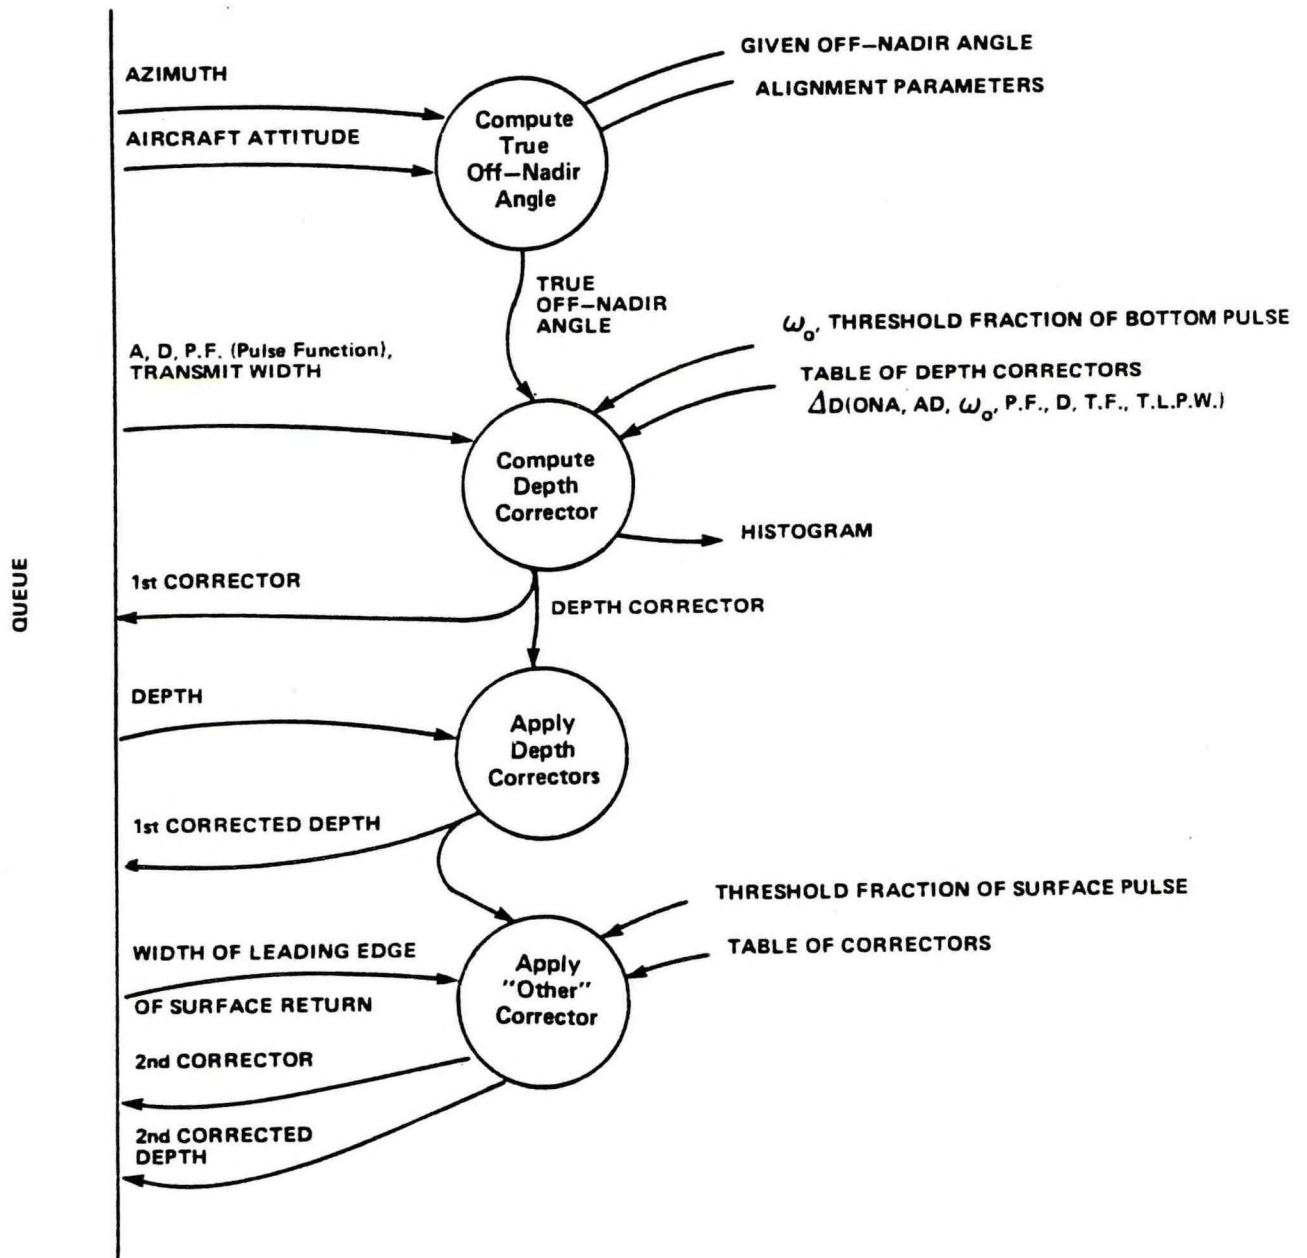 AZIMUTH
GIVEN OFF–NADIR ANGLE
ALIGNMENT PARAMETERS
AIRCRAFT ATTITUDE
Compute
True
Off–Nadir
Angle
TRUE
OFF–NADIR
ANGLE
ω₀, THRESHOLD FRACTION OF BOTTOM PULSE
A, D, P.F. (Pulse Function),
TRANSMIT WIDTH
TABLE OF DEPTH CORRECTORS
ΔD(ONA, AD, ω₀, P.F., D, T.F., T.L.P.W.)
Compute
Depth
Corrector
HISTOGRAM
QUEUE
1st CORRECTOR
DEPTH CORRECTOR
DEPTH
Apply
Depth
Correctors
1st CORRECTED DEPTH
THRESHOLD FRACTION OF SURFACE PULSE
TABLE OF CORRECTORS
WIDTH OF LEADING EDGE
OF SURFACE RETURN
Apply
"Other"
Corrector
2nd CORRECTOR
2nd CORRECTED
DEPTH